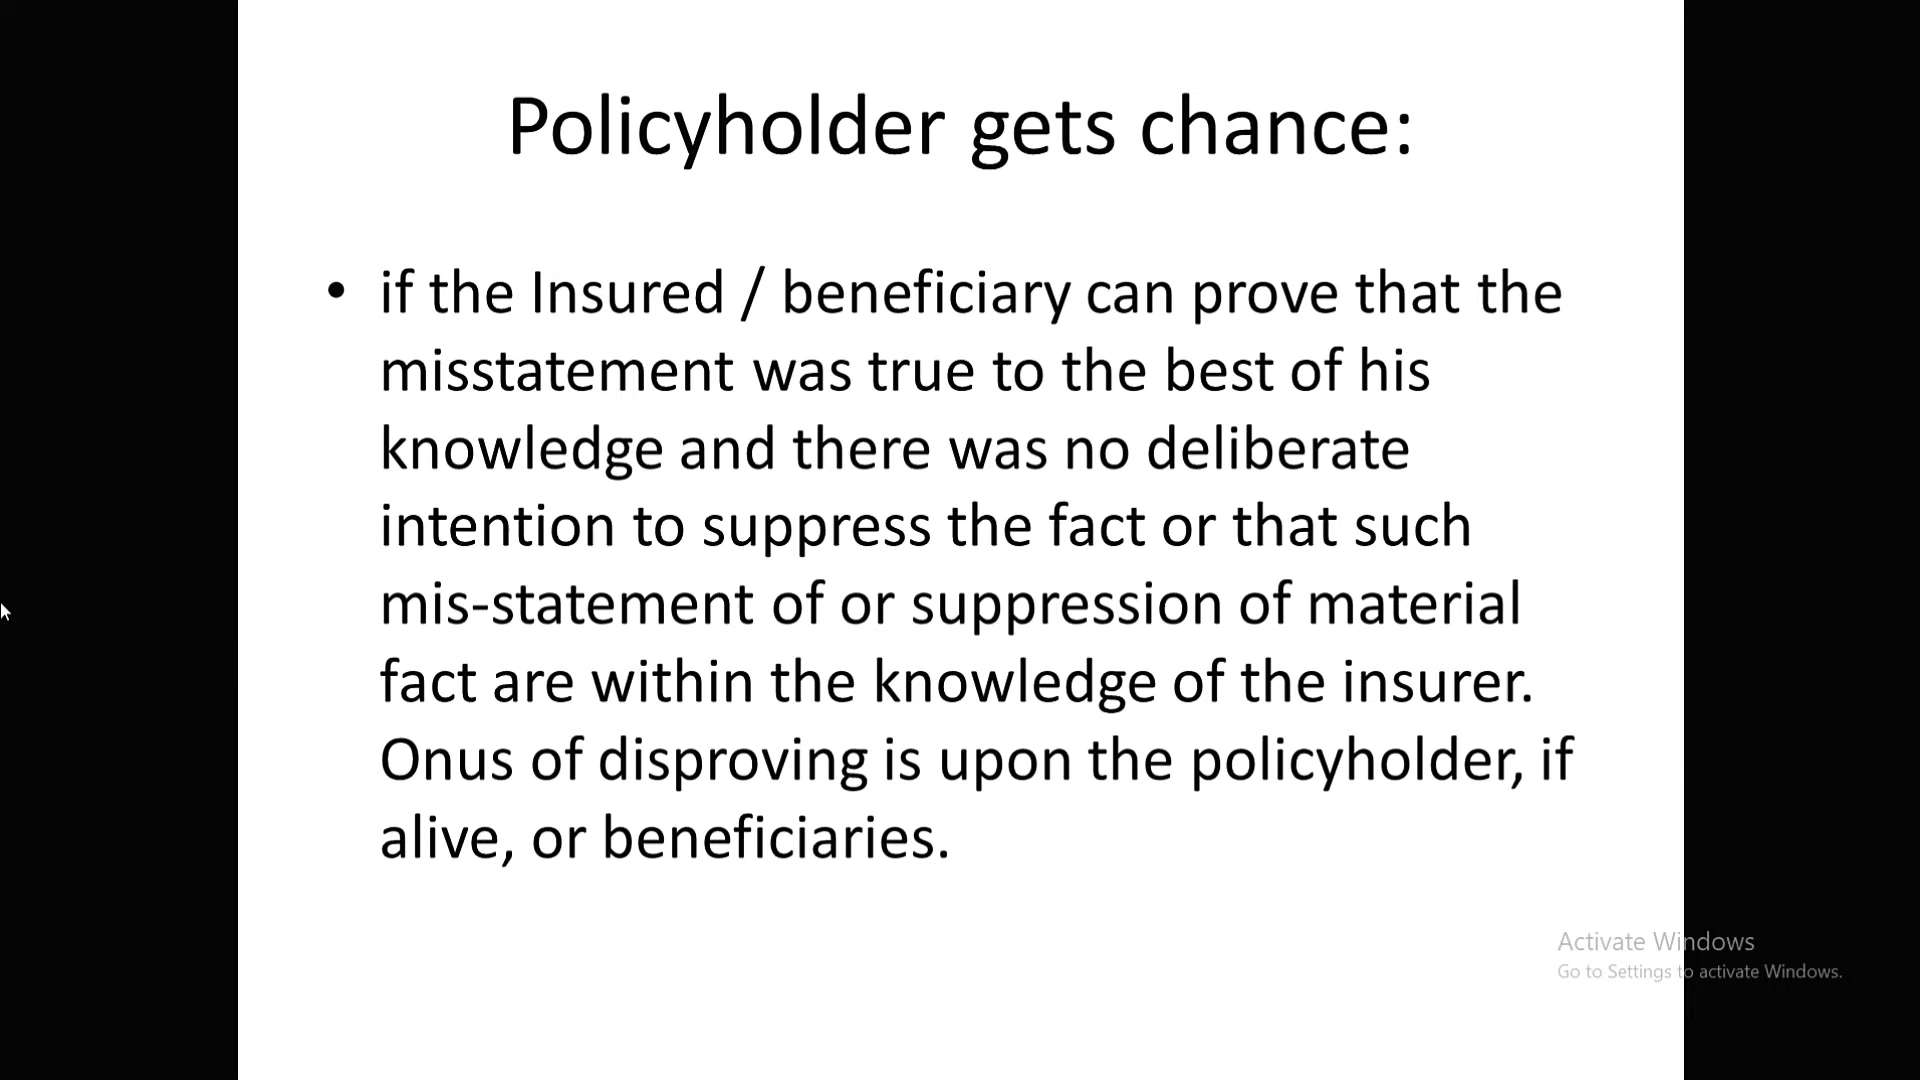 Policyholder gets chance:
• if the Insured / beneficiary can prove that the
misstatement was true to the best of his
knowledge and there was no deliberate
intention to suppress the fact or that such
mis-statement of or suppression of material
fact are within the knowledge of the insurer.
Onus of disproving is upon the policyholder, if
alive, or beneficiaries.
Activate Windows
Go to Settings to activate Windows.